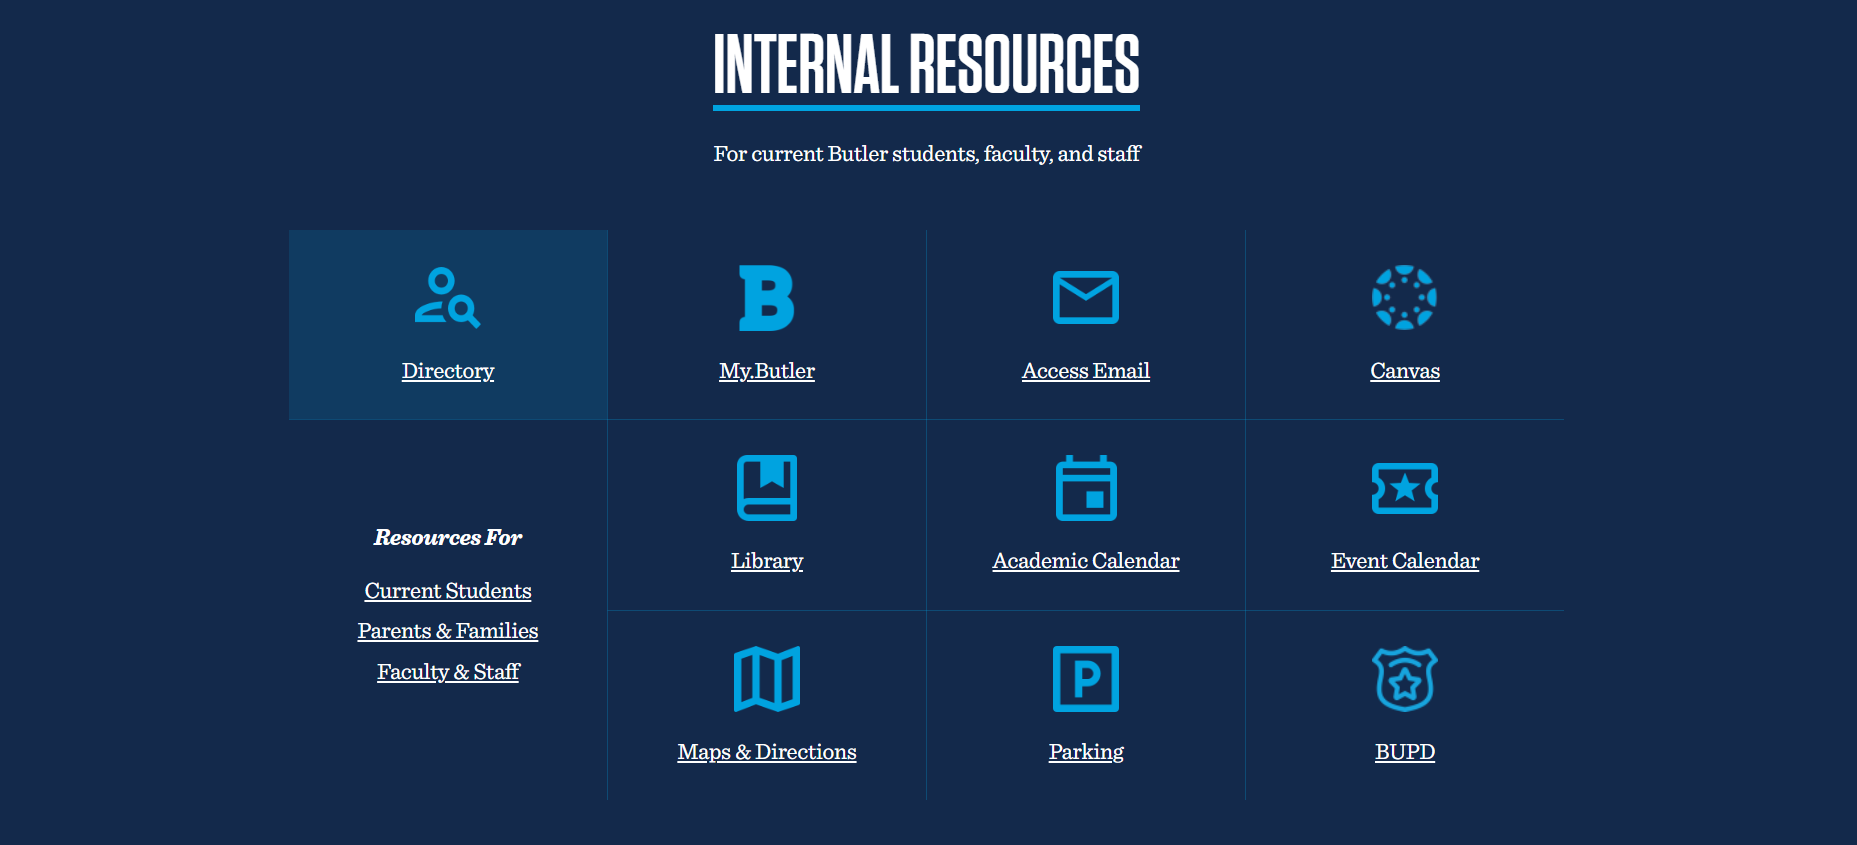 INTERNAL RESOURCES
For current Butler students, faculty, and staff
Directory
B
My.Butler
Access Email
Canvas
Library
Academic Calendar
Event Calendar
Resources For
Current Students
Parents & Families
Faculty & Staff
Maps & Directions
P
Parking
BUPD